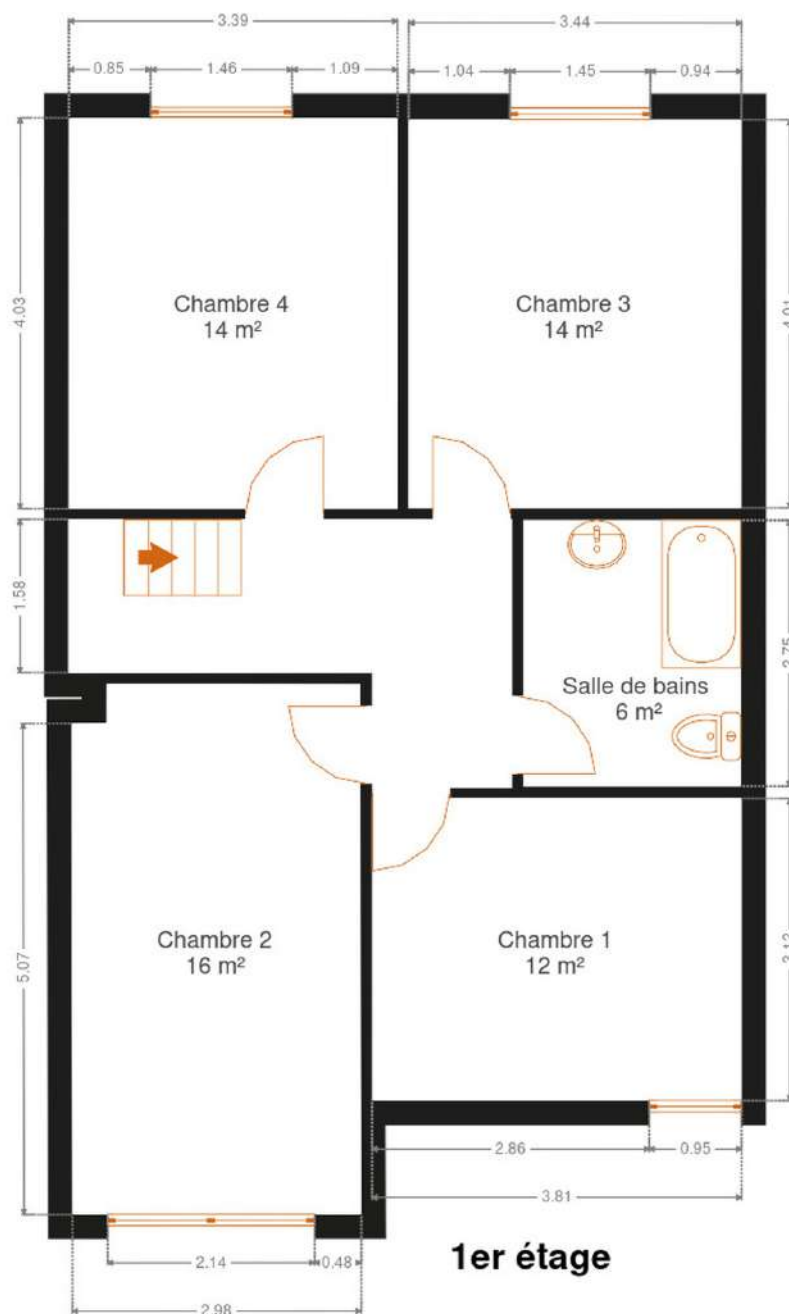 3.39
3.44
0.85
1.46
1.09
1.04
1.45
0.94
4.03
Chambre 4
14 m²
Chambre 3
14 m²
1.58
Salle de bains
6 m²
5.07
Chambre 2
16 m²
Chambre 1
12 m²
2.86
0.95
3.81
2.14
0.48
2.98
1er étage